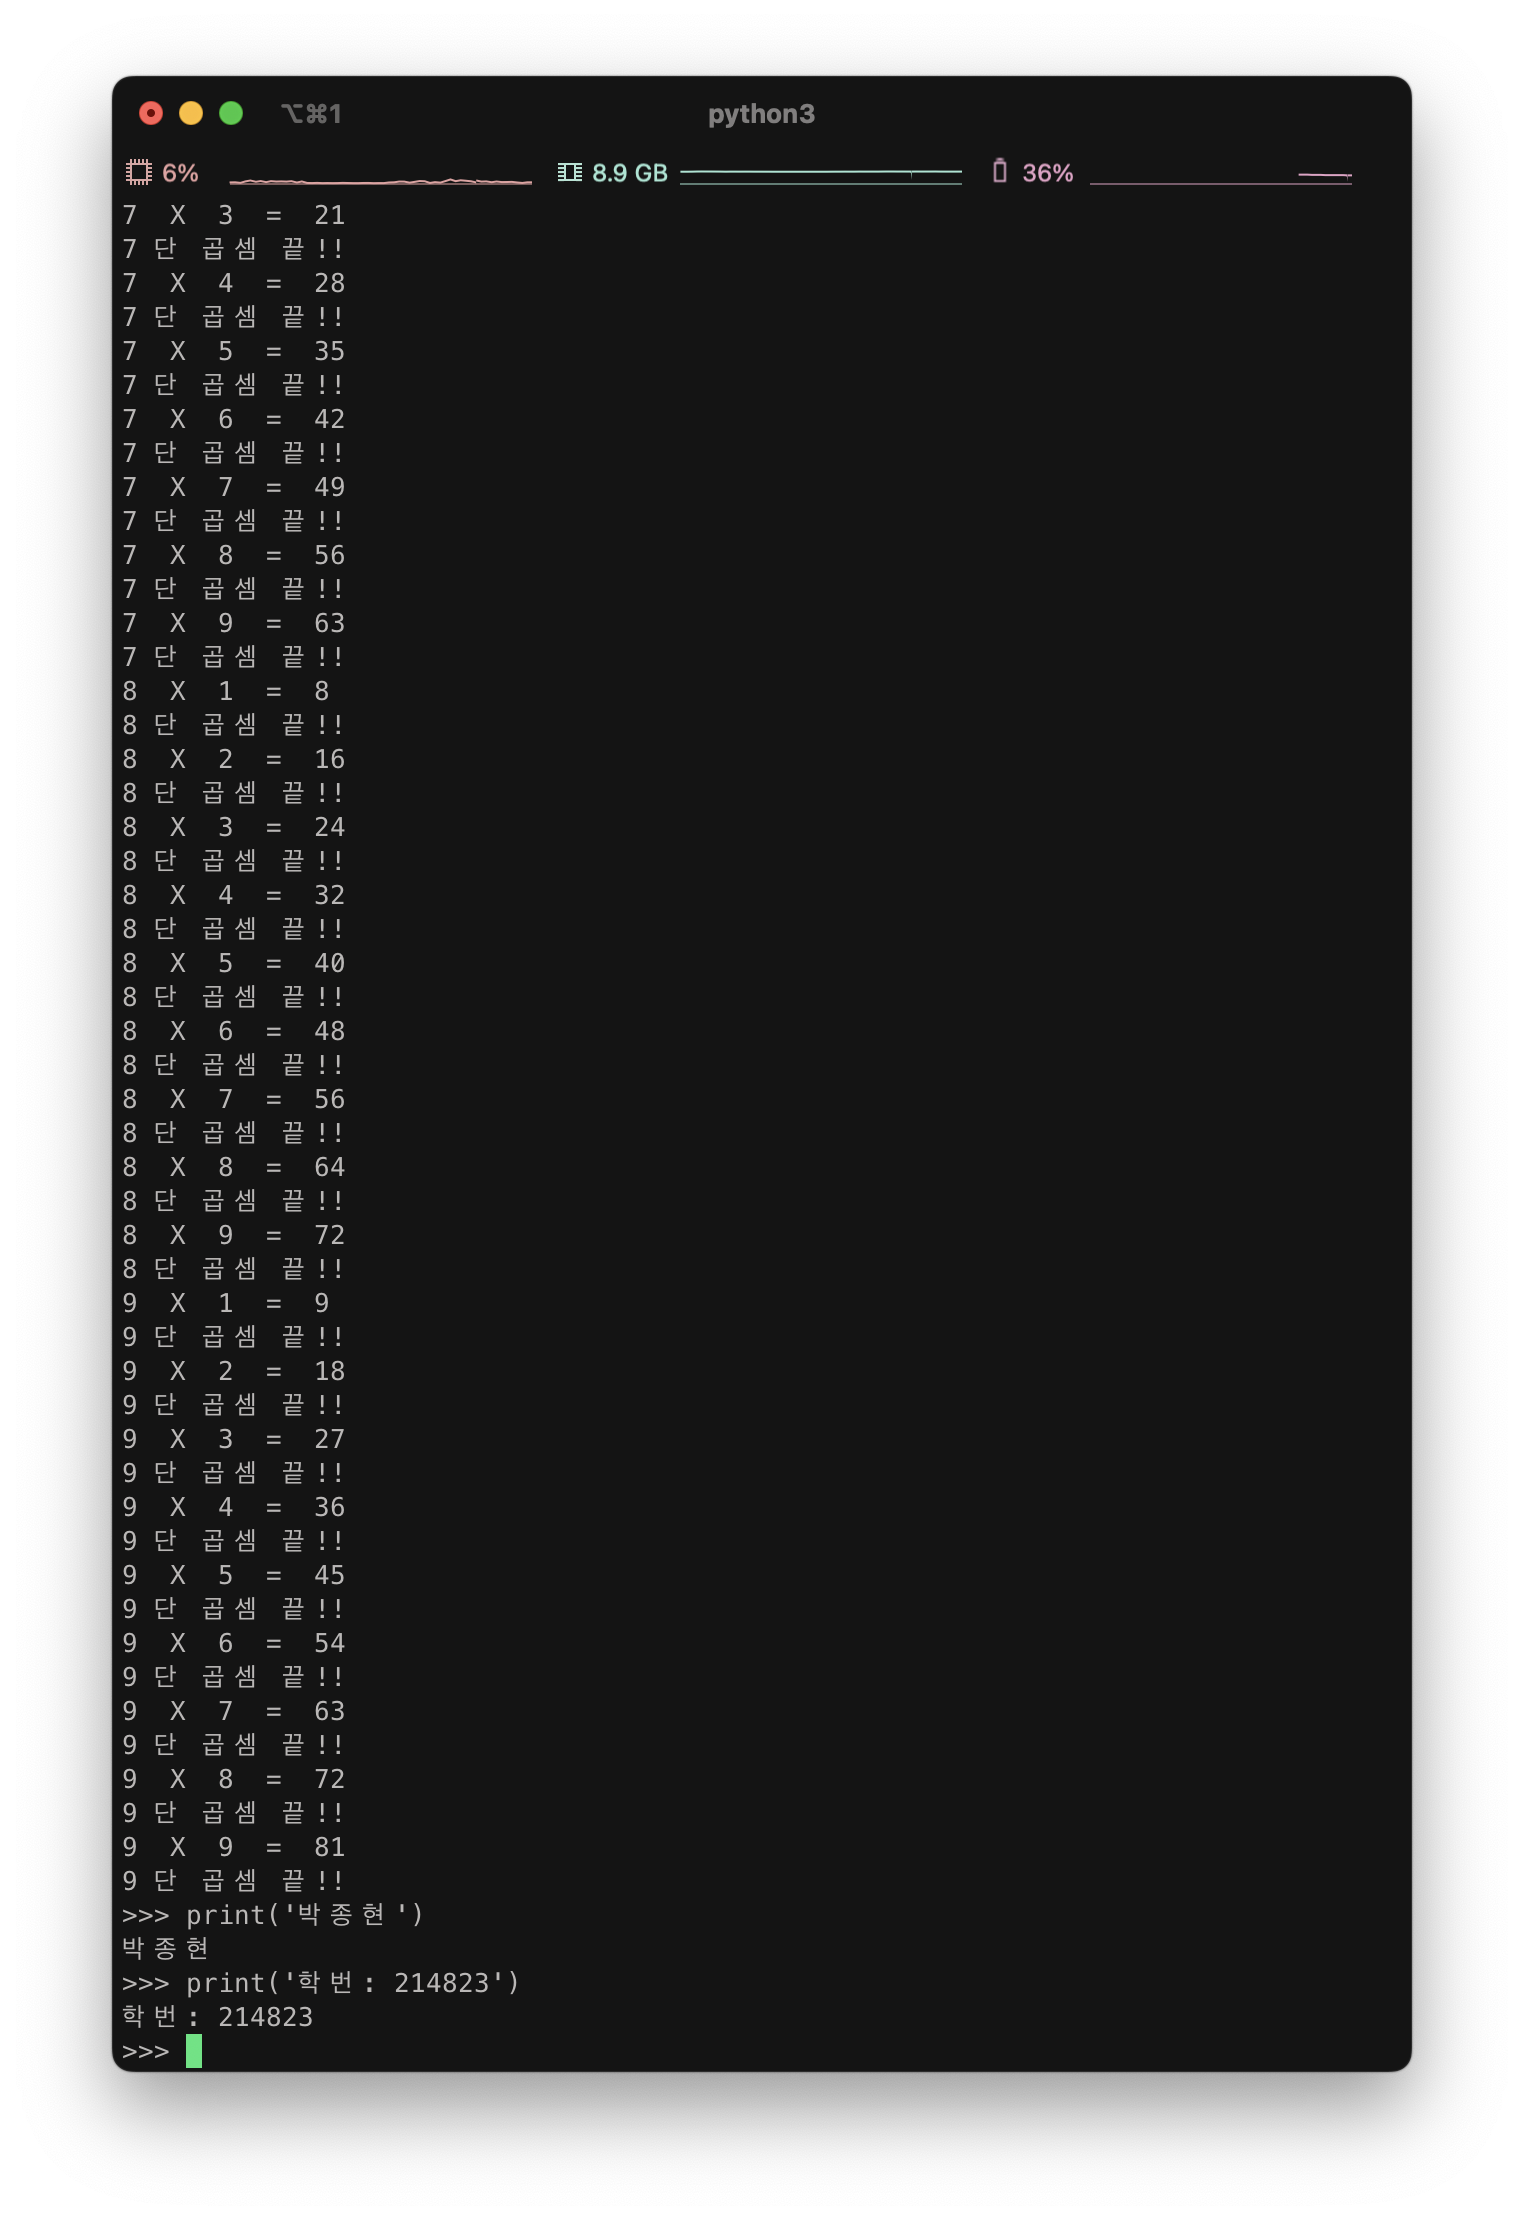 ⌥⌘1 python3
6% 8.9 GB 36%
7  X  3  =  21
7 단 곱셈 끝!!
7  X  4  =  28
7 단 곱셈 끝!!
7  X  5  =  35
7 단 곱셈 끝!!
7  X  6  =  42
7 단 곱셈 끝!!
7  X  7  =  49
7 단 곱셈 끝!!
7  X  8  =  56
7 단 곱셈 끝!!
7  X  9  =  63
7 단 곱셈 끝!!
8  X  1  =  8
8 단 곱셈 끝!!
8  X  2  =  16
8 단 곱셈 끝!!
8  X  3  =  24
8 단 곱셈 끝!!
8  X  4  =  32
8 단 곱셈 끝!!
8  X  5  =  40
8 단 곱셈 끝!!
8  X  6  =  48
8 단 곱셈 끝!!
8  X  7  =  56
8 단 곱셈 끝!!
8  X  8  =  64
8 단 곱셈 끝!!
8  X  9  =  72
8 단 곱셈 끝!!
9  X  1  =  9
9 단 곱셈 끝!!
9  X  2  =  18
9 단 곱셈 끝!!
9  X  3  =  27
9 단 곱셈 끝!!
9  X  4  =  36
9 단 곱셈 끝!!
9  X  5  =  45
9 단 곱셈 끝!!
9  X  6  =  54
9 단 곱셈 끝!!
9  X  7  =  63
9 단 곱셈 끝!!
9  X  8  =  72
9 단 곱셈 끝!!
9  X  9  =  81
9 단 곱셈 끝!!
>>> print('박종현')
박종현
>>> print('학번: 214823')
학번: 214823
>>>